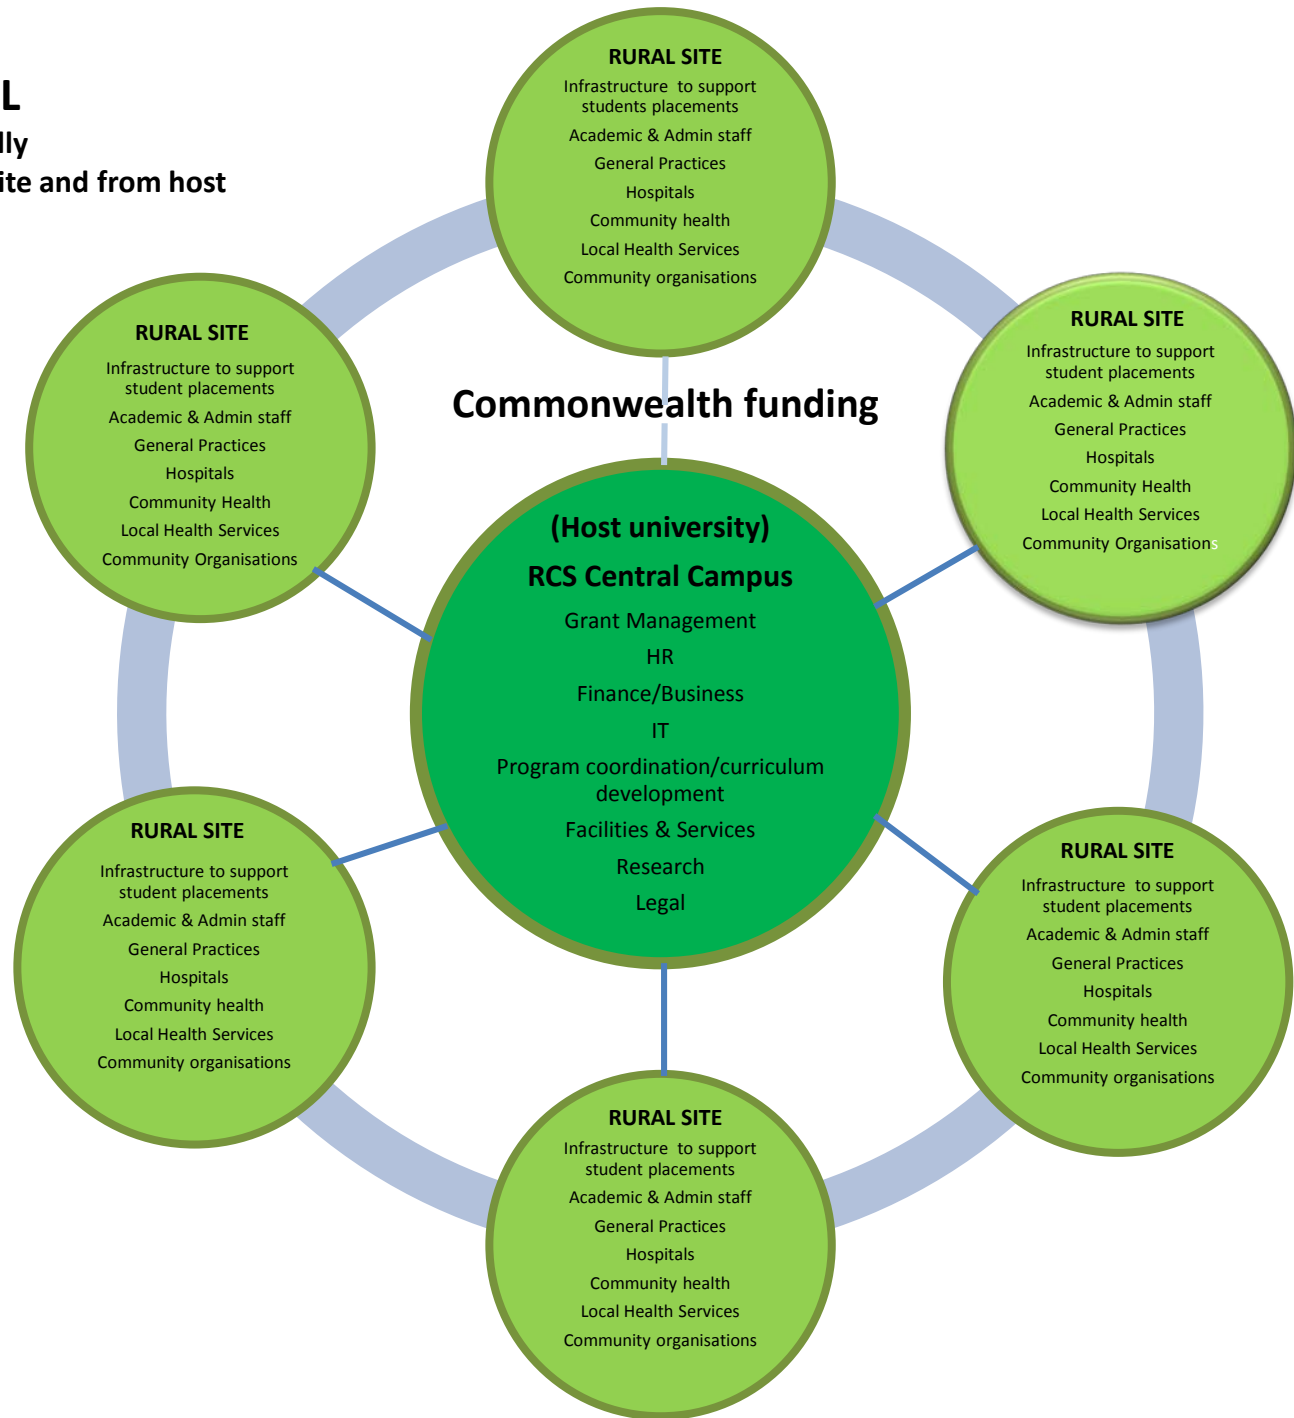 L
lly
ite and from host
RURAL SITE
Infrastructure to support
students placements
Academic & Admin staff
General Practices
Hospitals
Community health
Local Health Services
Community organisations
RURAL SITE
Infrastructure to support
student placements
Academic & Admin staff
General Practices
Hospitals
Community Health
Local Health Services
Community Organisations
RURAL SITE
Infrastructure to support
student placements
Academic & Admin staff
General Practices
Hospitals
Community Health
Local Health Services
Community Organisations
Commonwealth funding
(Host university)
RCS Central Campus
Grant Management
HR
Finance/Business
IT
Program coordination/curriculum
development
Facilities & Services
Research
Legal
RURAL SITE
Infrastructure to support
student placements
Academic & Admin staff
General Practices
Hospitals
Community health
Local Health Services
Community organisations
RURAL SITE
Infrastructure to support
student placements
Academic & Admin staff
General Practices
Hospitals
Community health
Local Health Services
Community organisations
RURAL SITE
Infrastructure to support
student placements
Academic & Admin staff
General Practices
Hospitals
Community health
Local Health Services
Community organisations